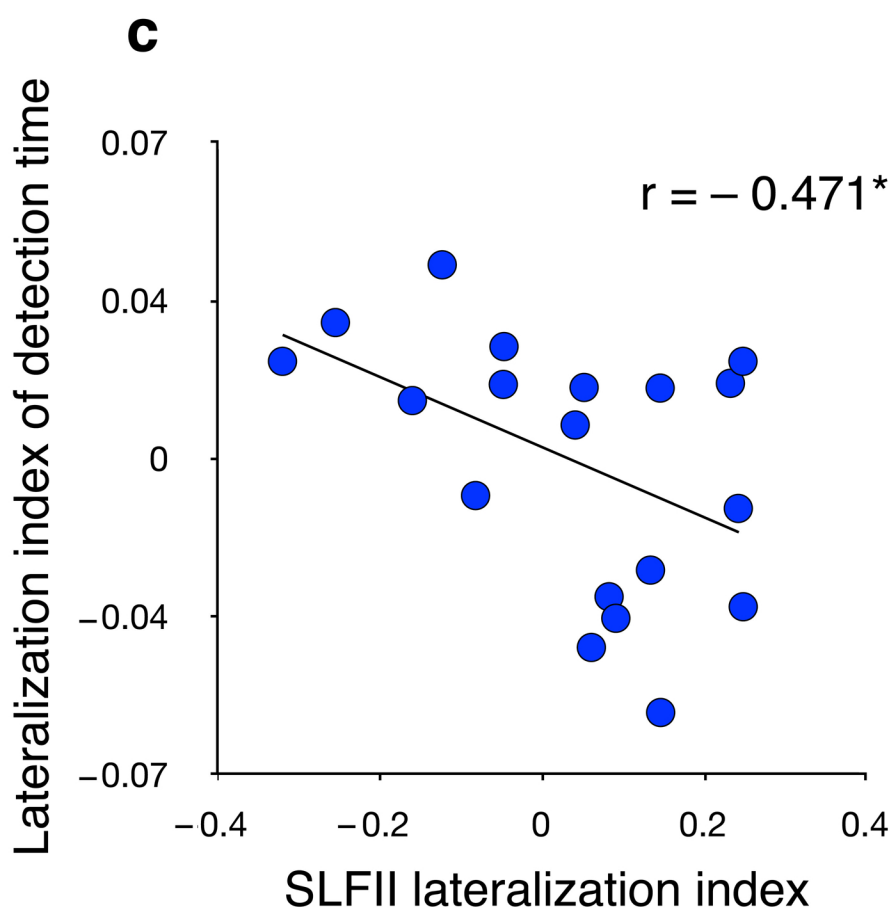 c
Lateralization index of detection time
r = – 0.471*
0.07
0.04
0
–0.04
–0.07
–0.4
–0.2
0
0.2
0.4
SLFII lateralization index